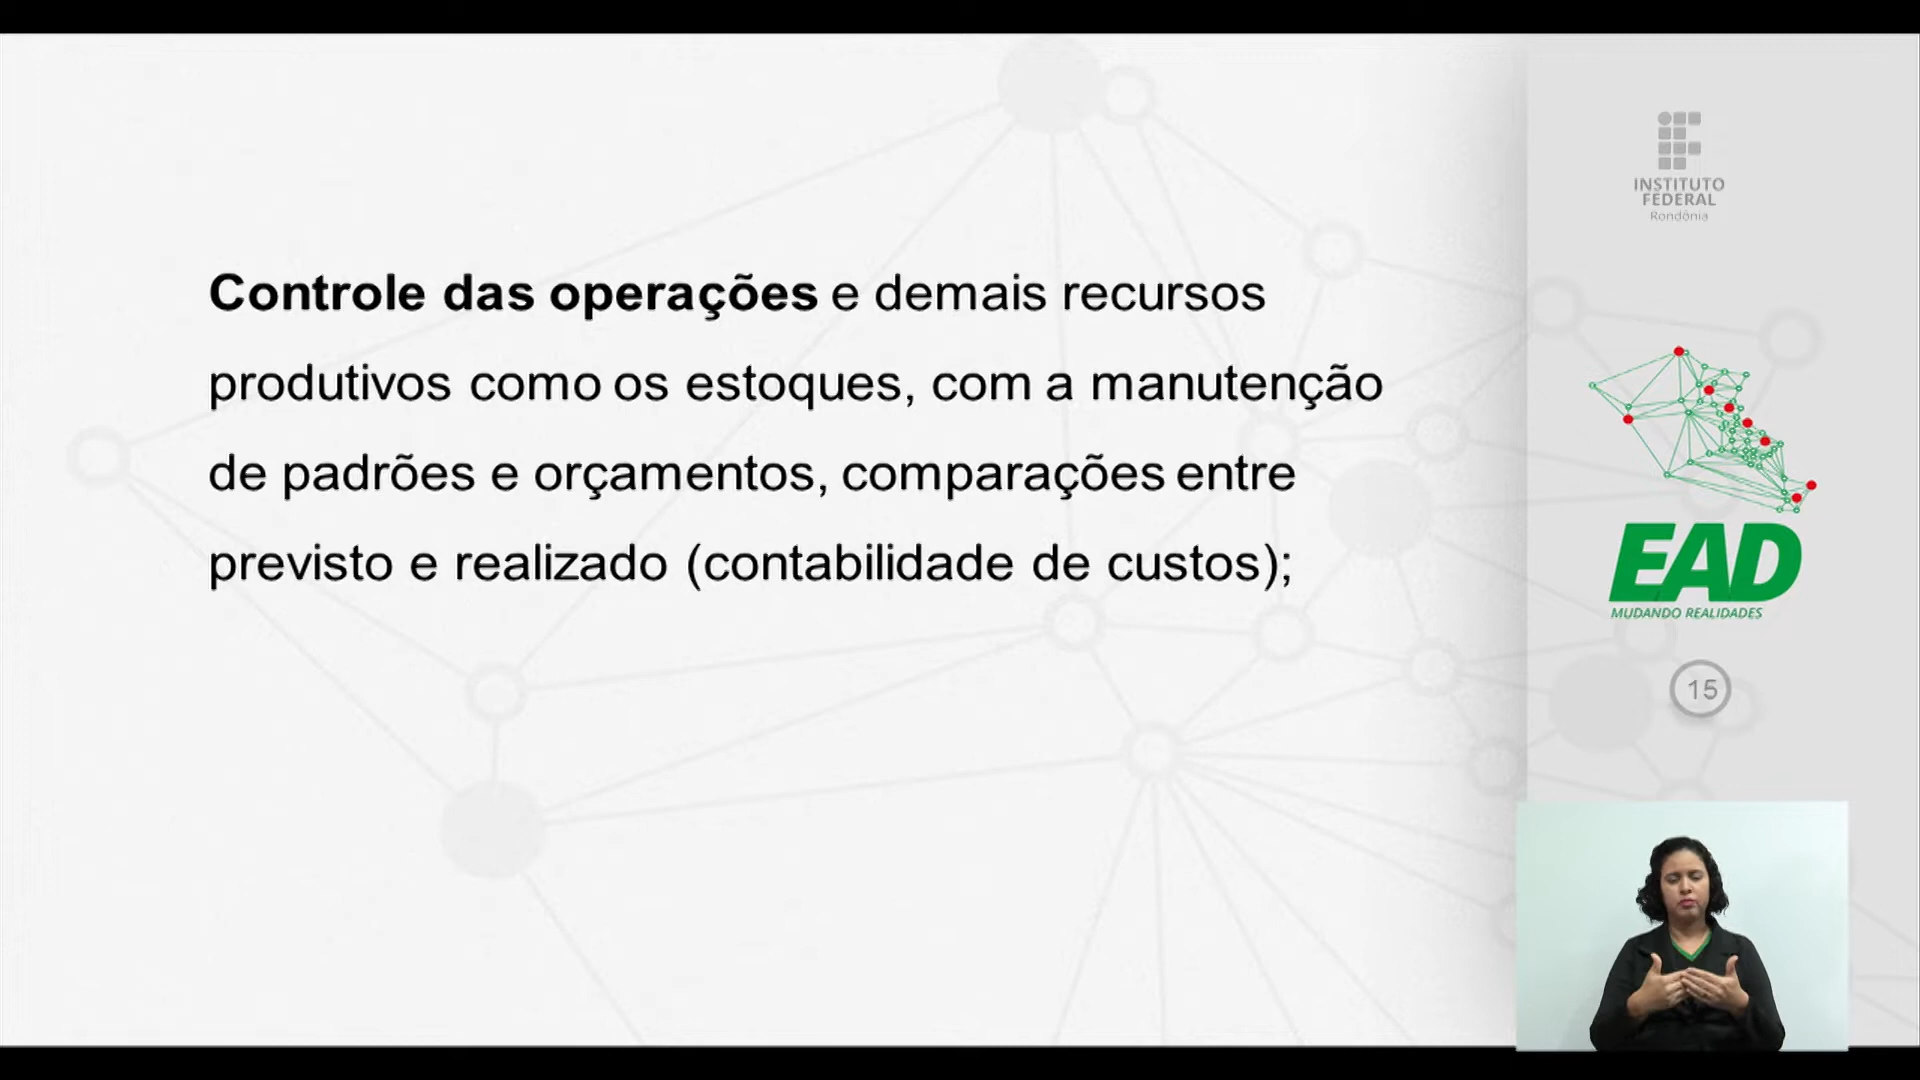 Controle das operações e demais recursos
produtivos como os estoques, com a manutenção
de padrões e orçamentos, comparações entre
previsto e realizado (contabilidade de custos);
INSTITUTO
FEDERAL
Rondônia
EAD
MUDANDO REALIDADES
15